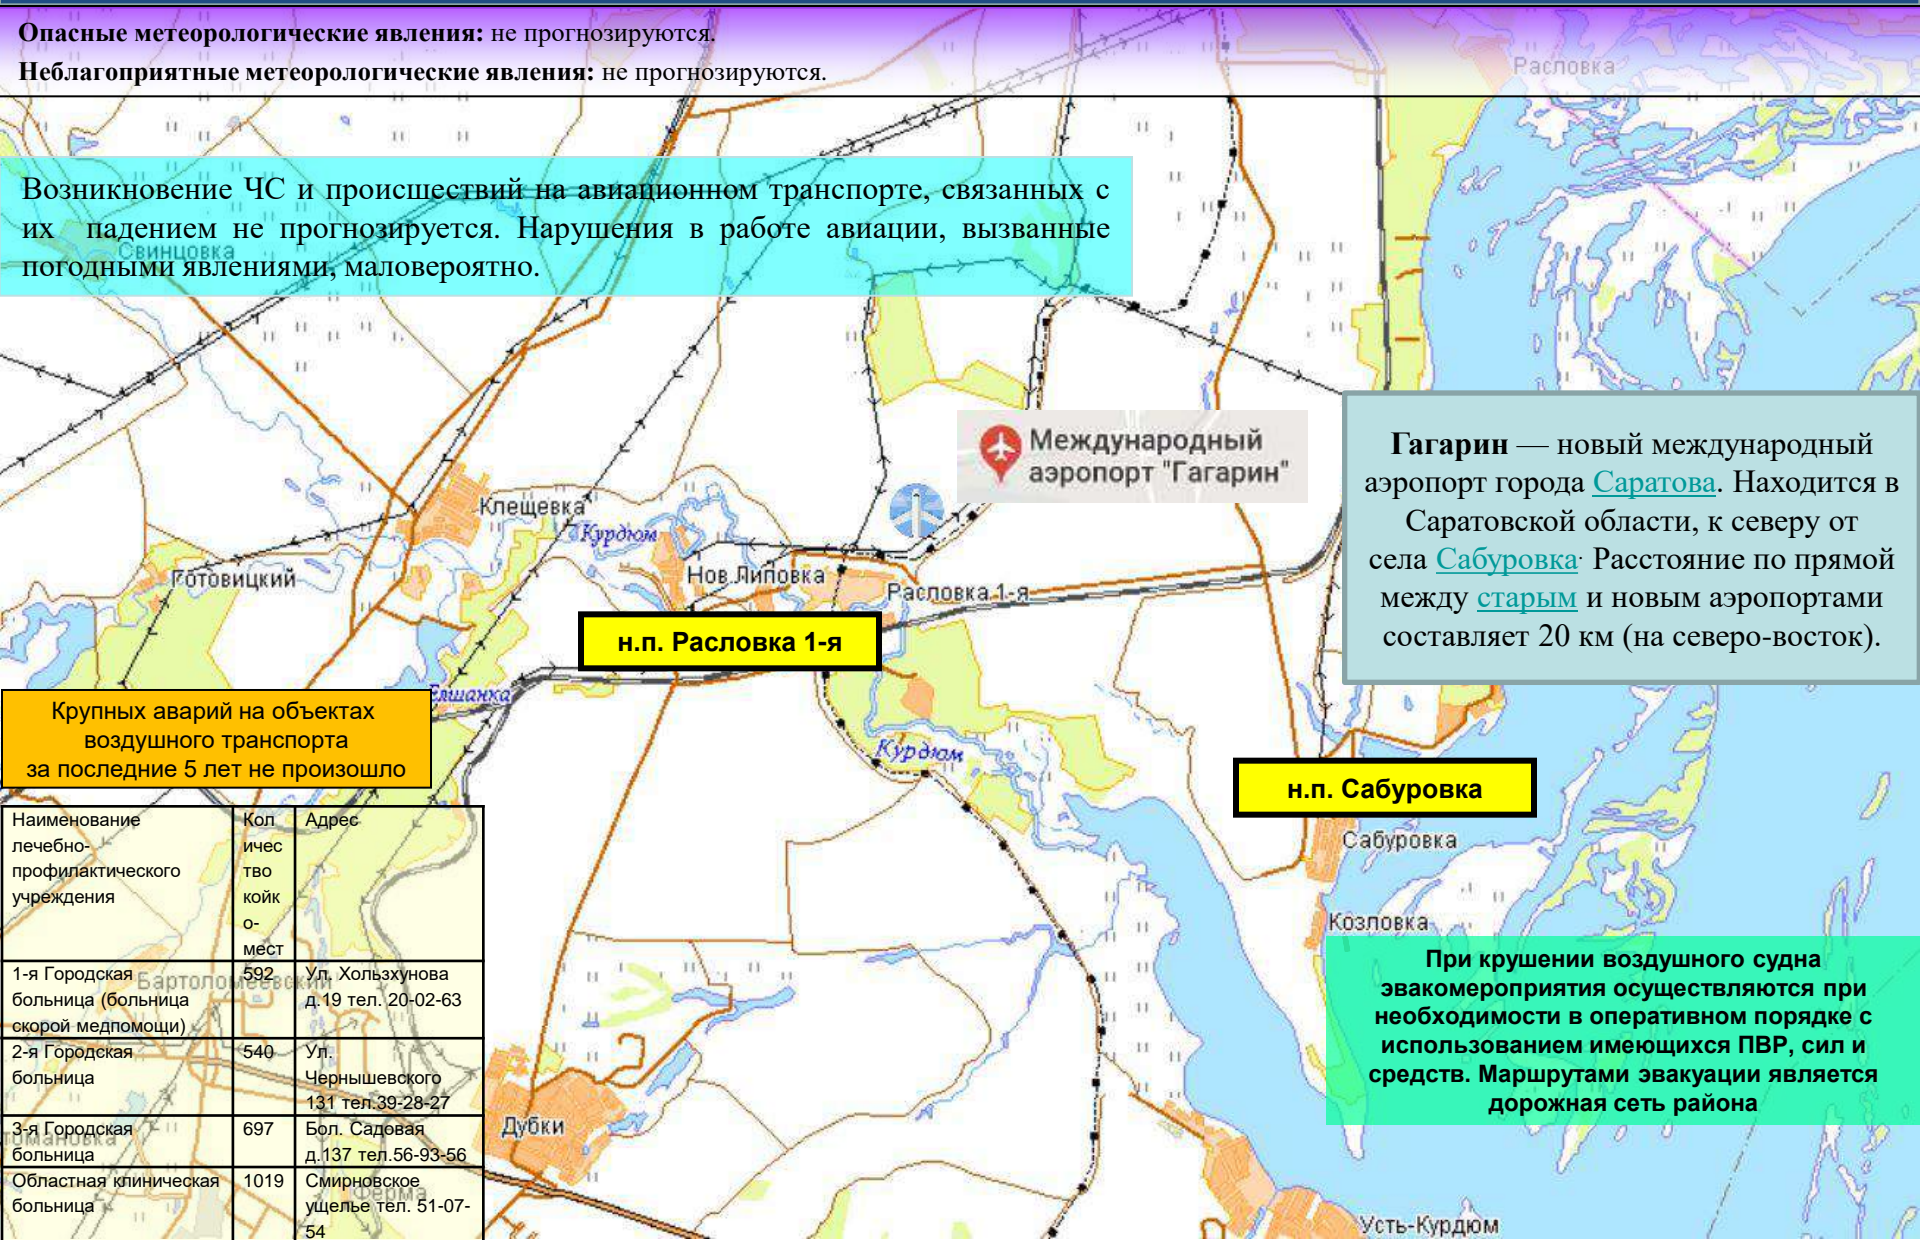 Опасные метеорологические явления: не прогнозируются.
Неблагоприятные метеорологические явления: не прогнозируются.
Расловка
Возникновение ЧС и происшествий на авиационном транспорте, связанных с
их падением не прогнозируется. Нарушения в работе авиации, вызванные
погодными явлениями, маловероятно.
Свинцовка
Международный
аэропорт "Гагарин"
Гагарин — новый международный
аэропорт города Саратова. Находится в
Саратовской области, к северу от
села Сабуровка. Расстояние по прямой
между старым и новым аэропортами
составляет 20 км (на северо-восток).
Клещевка
Курдюм
Готовицкий
Нов.Липовка
Расловка 1-я
н.п. Расловка 1-я
Елшанка
Крупных аварий на объектах
воздушного транспорта
за последние 5 лет не произошло
Курдюм
н.п. Сабуровка
Сабуровка
Козловка
Наименование
лечебно-
профилактического
учреждения
Кол
ичес
тво
койк
о-
мест
Адрес
1-я Городская
больница (больница
скорой медпомощи)
592
Ул. Хользхунова
д.19 тел. 20-02-63
Бартоломеевский
2-я Городская
больница
540
Ул.
Чернышевского
131 тел.39-28-27
3-я Городская
больница
697
Бол. Садовая
д.137 тел.56-93-56
Областная клиническая
больница
1019
Смирновское
ущелье тел. 51-07-
54
Ферма
Дубки
При крушении воздушного судна
эвакомероприятия осуществляются при
необходимости в оперативном порядке с
использованием имеющихся ПВР, сил и
средств. Маршрутами эвакуации является
дорожная сеть района
Усть-Курдюм